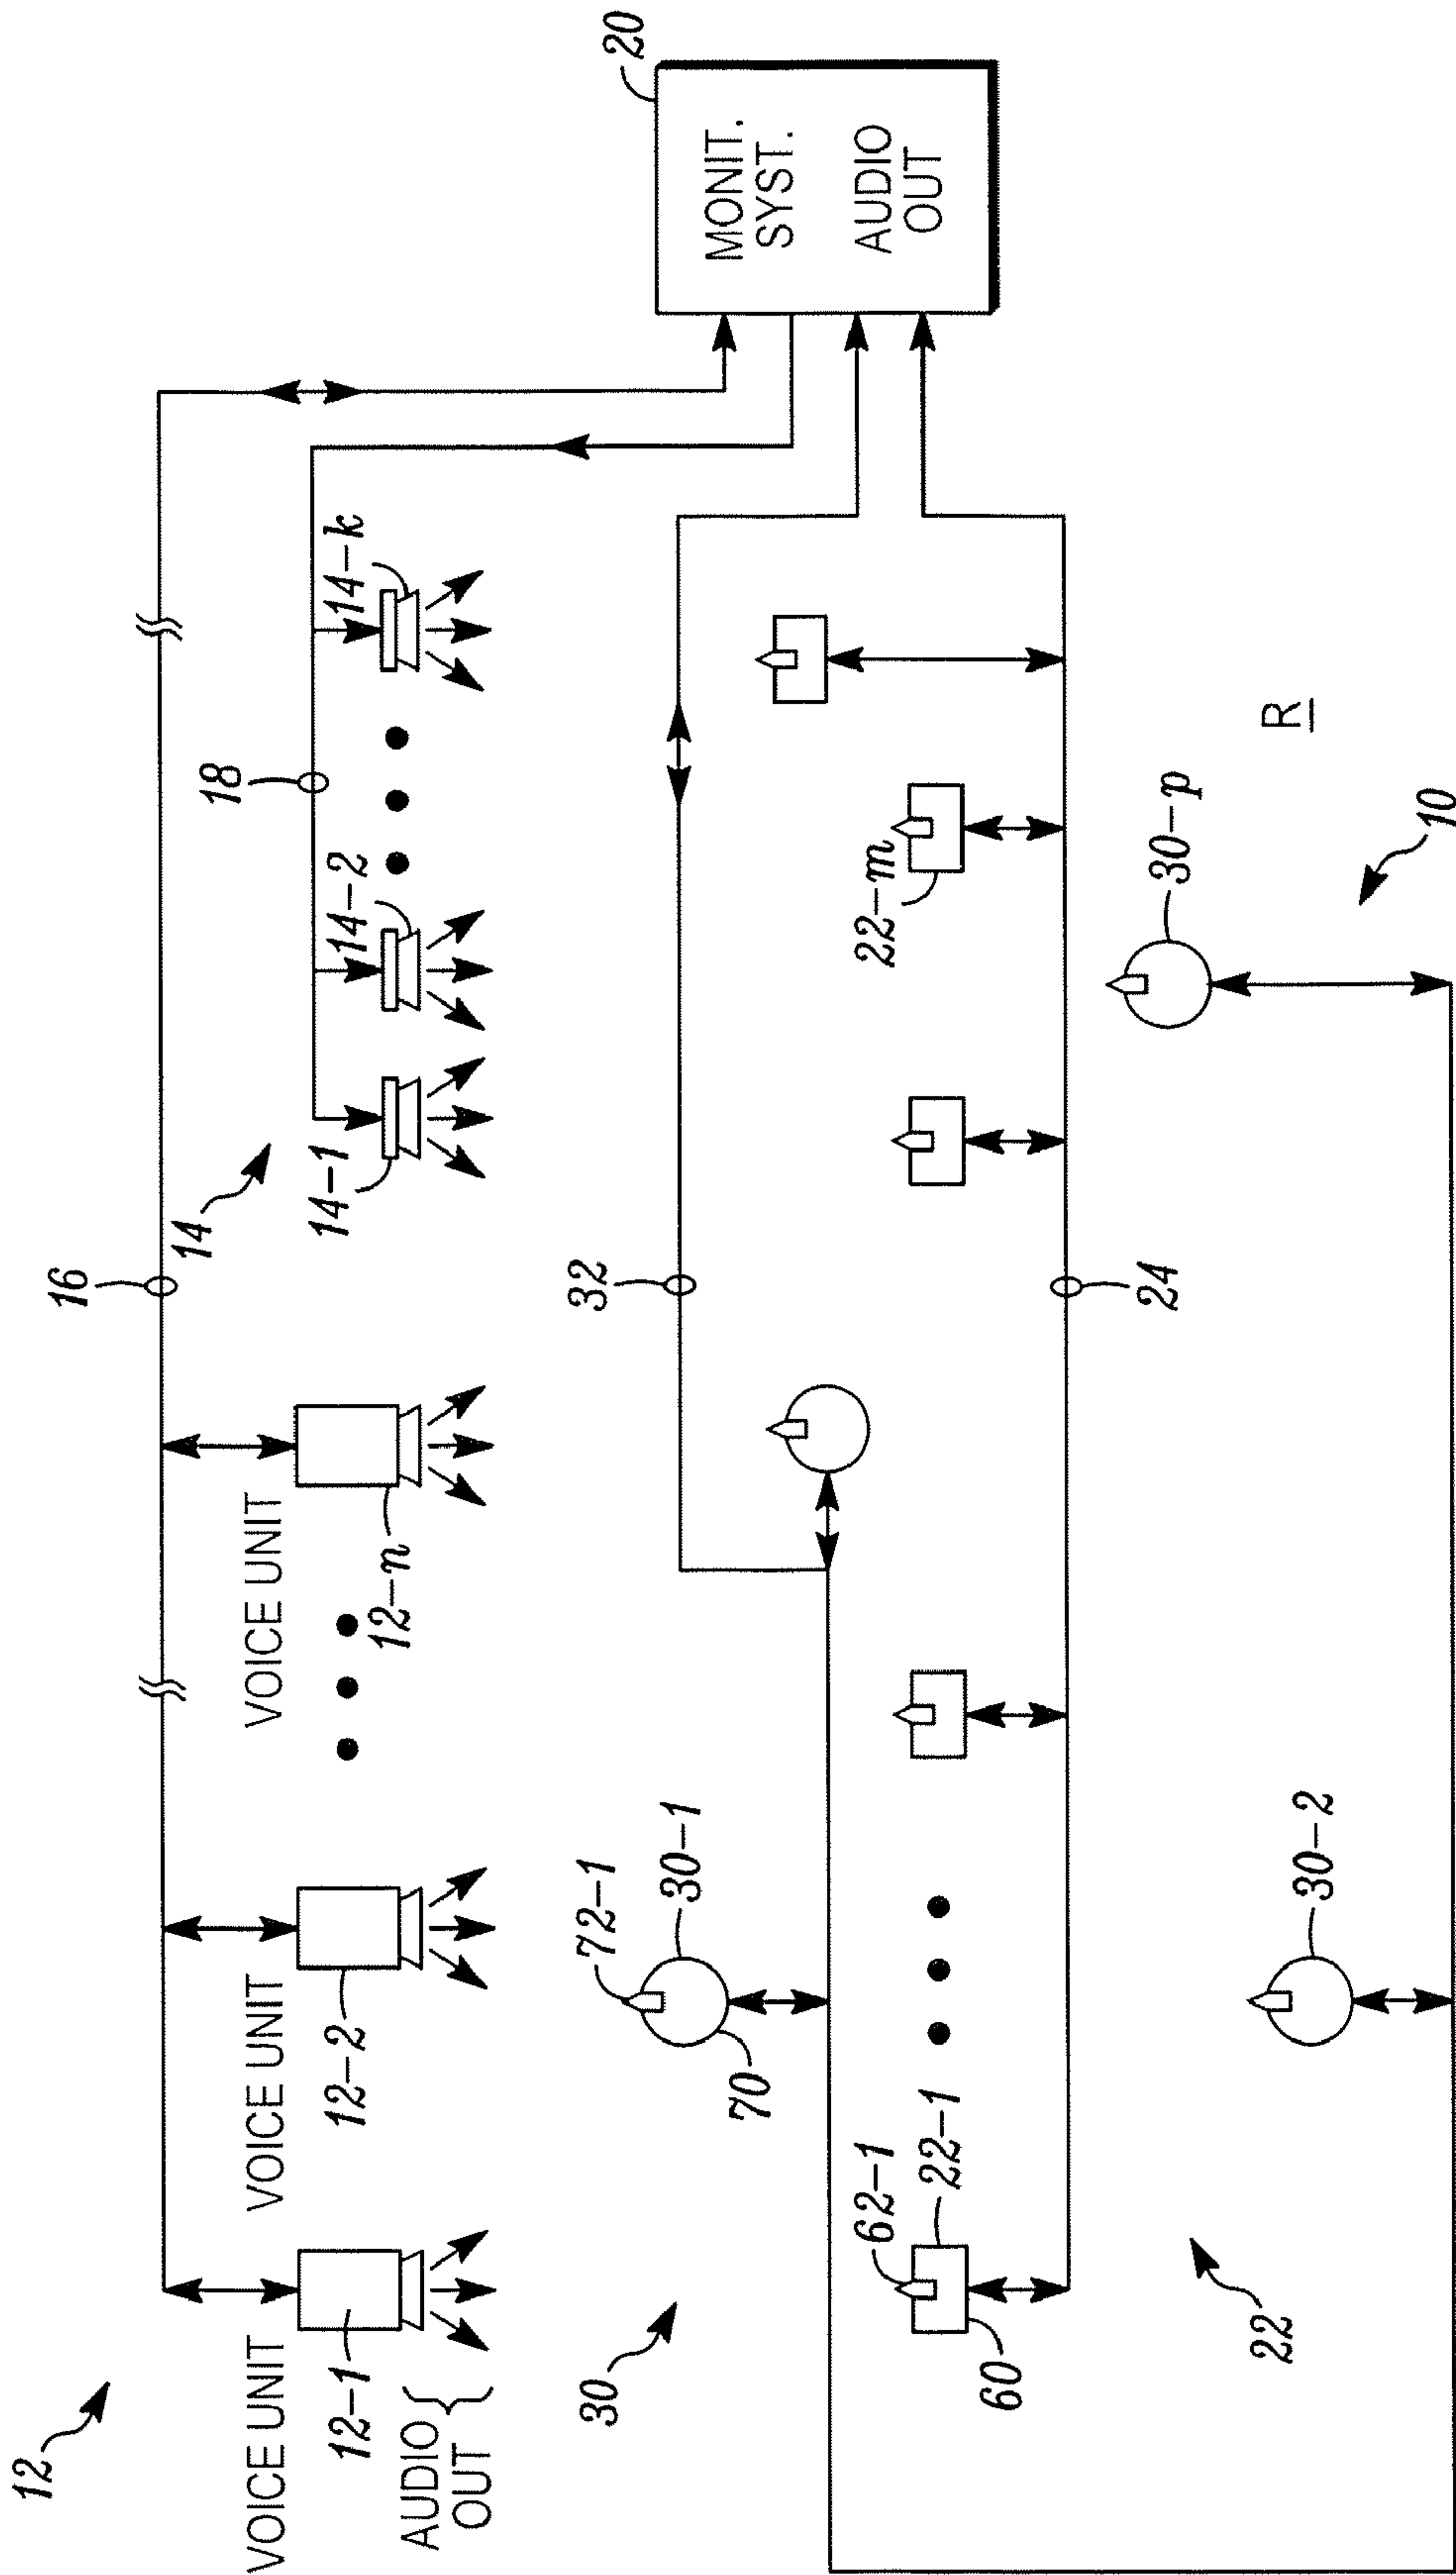 12
VOICE UNIT
VOICE UNIT
VOICE UNIT
12-1
12-2
12-n
AUDIO
OUT
16
14
14-1
14-2
14-k
18
20
MONIT.
SYST.
AUDIO
OUT
30
72-1
30-1
70
32
62-1
22-1
60
22-m
24
22
30-2
30-p
R
10